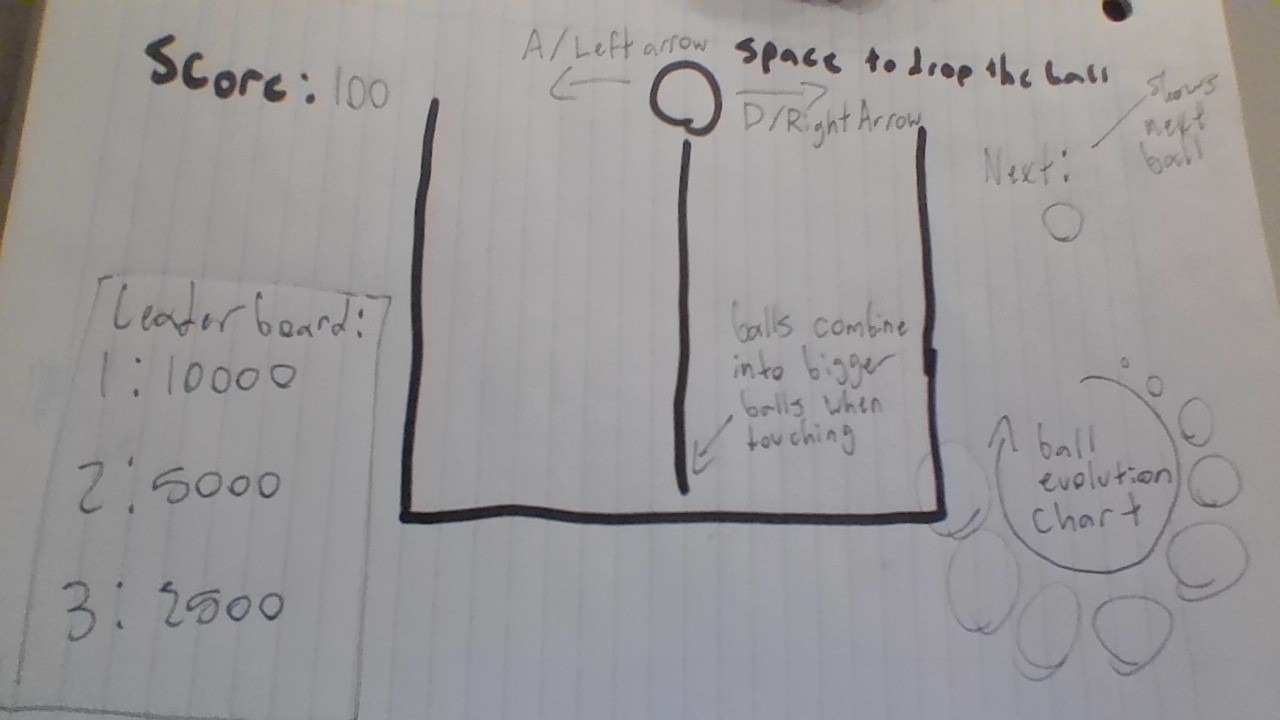 Score: 100
A/Left arrow
space to drop the ball
D/Right Arrow
shows
next
ball
Next:
Leaderboard:
1: 10000
2: 5000
3: 2500
balls combine
into bigger
balls when
touching
ball
evolution
chart